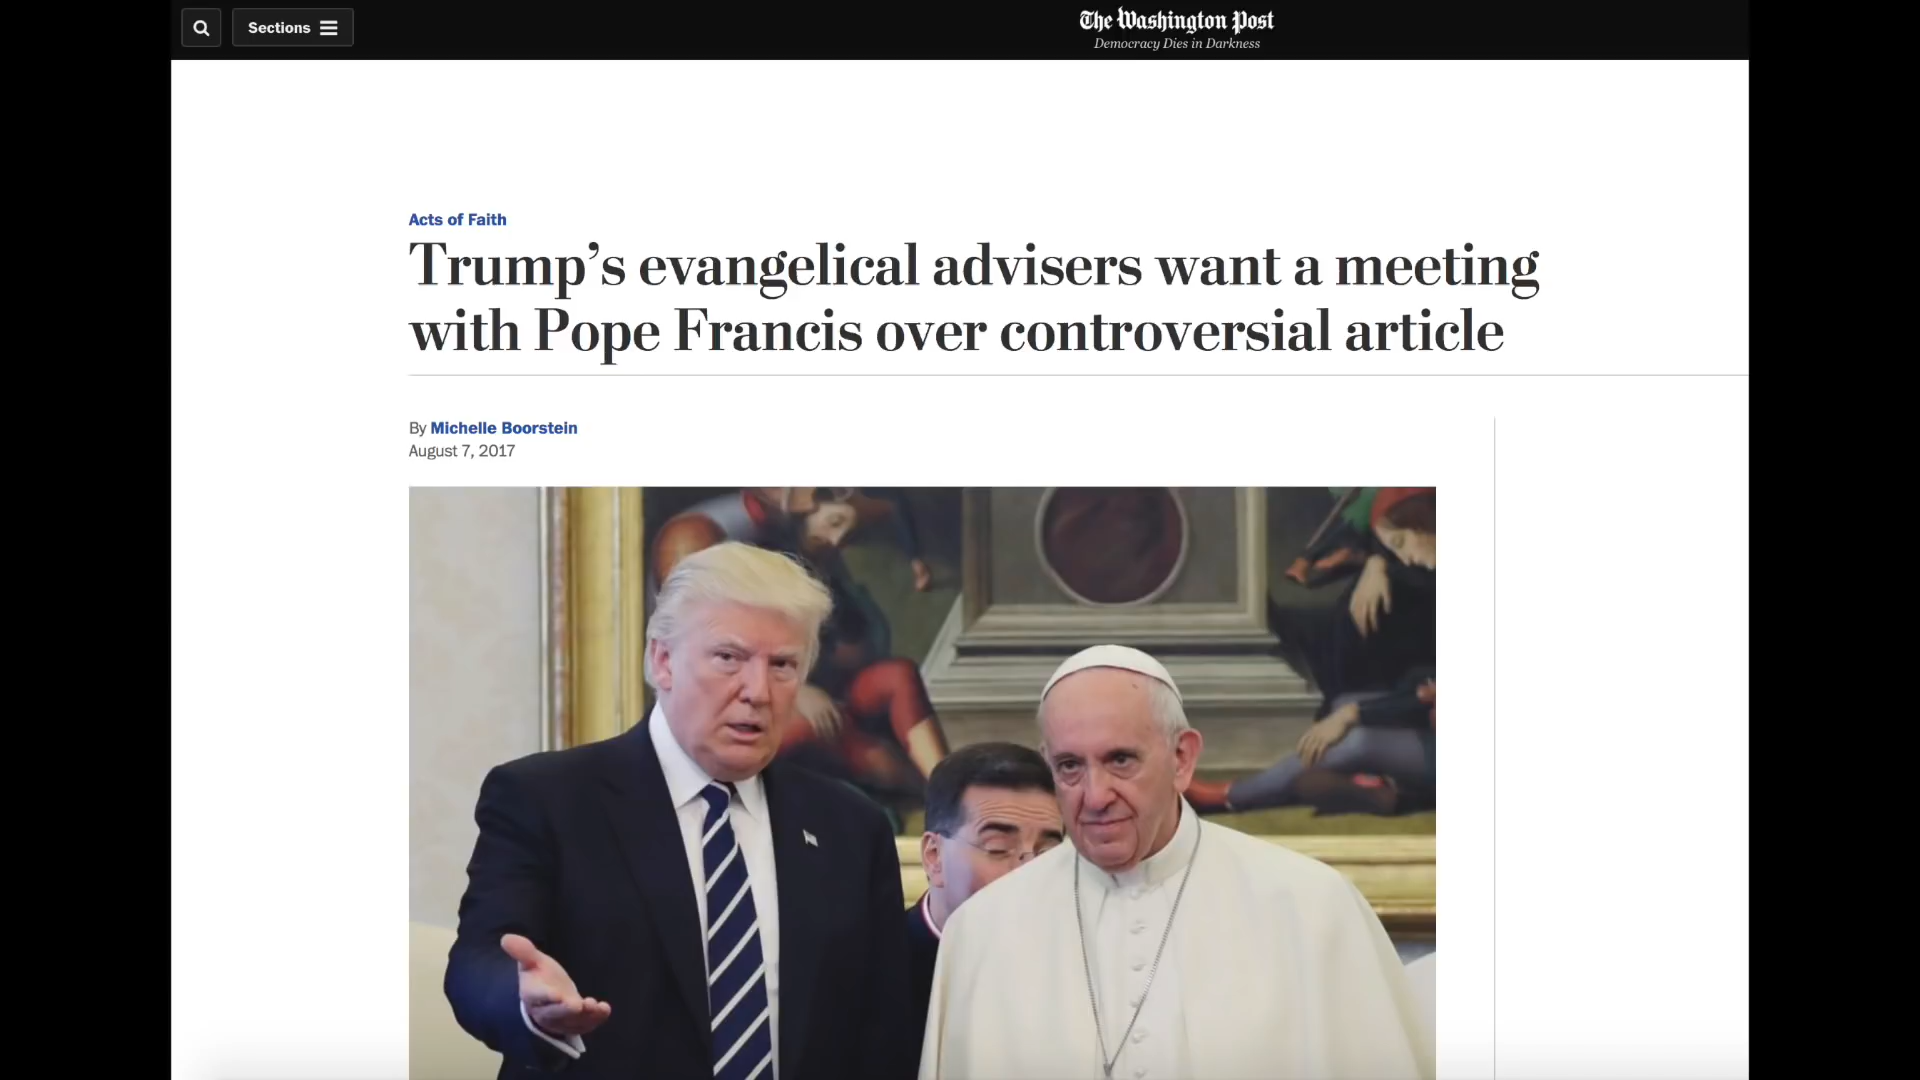 Sections
The Washington Post
Democracy Dies in Darkness
Acts of Faith
Trump’s evangelical advisers want a meeting
with Pope Francis over controversial article
By Michelle Boorstein
August 7, 2017